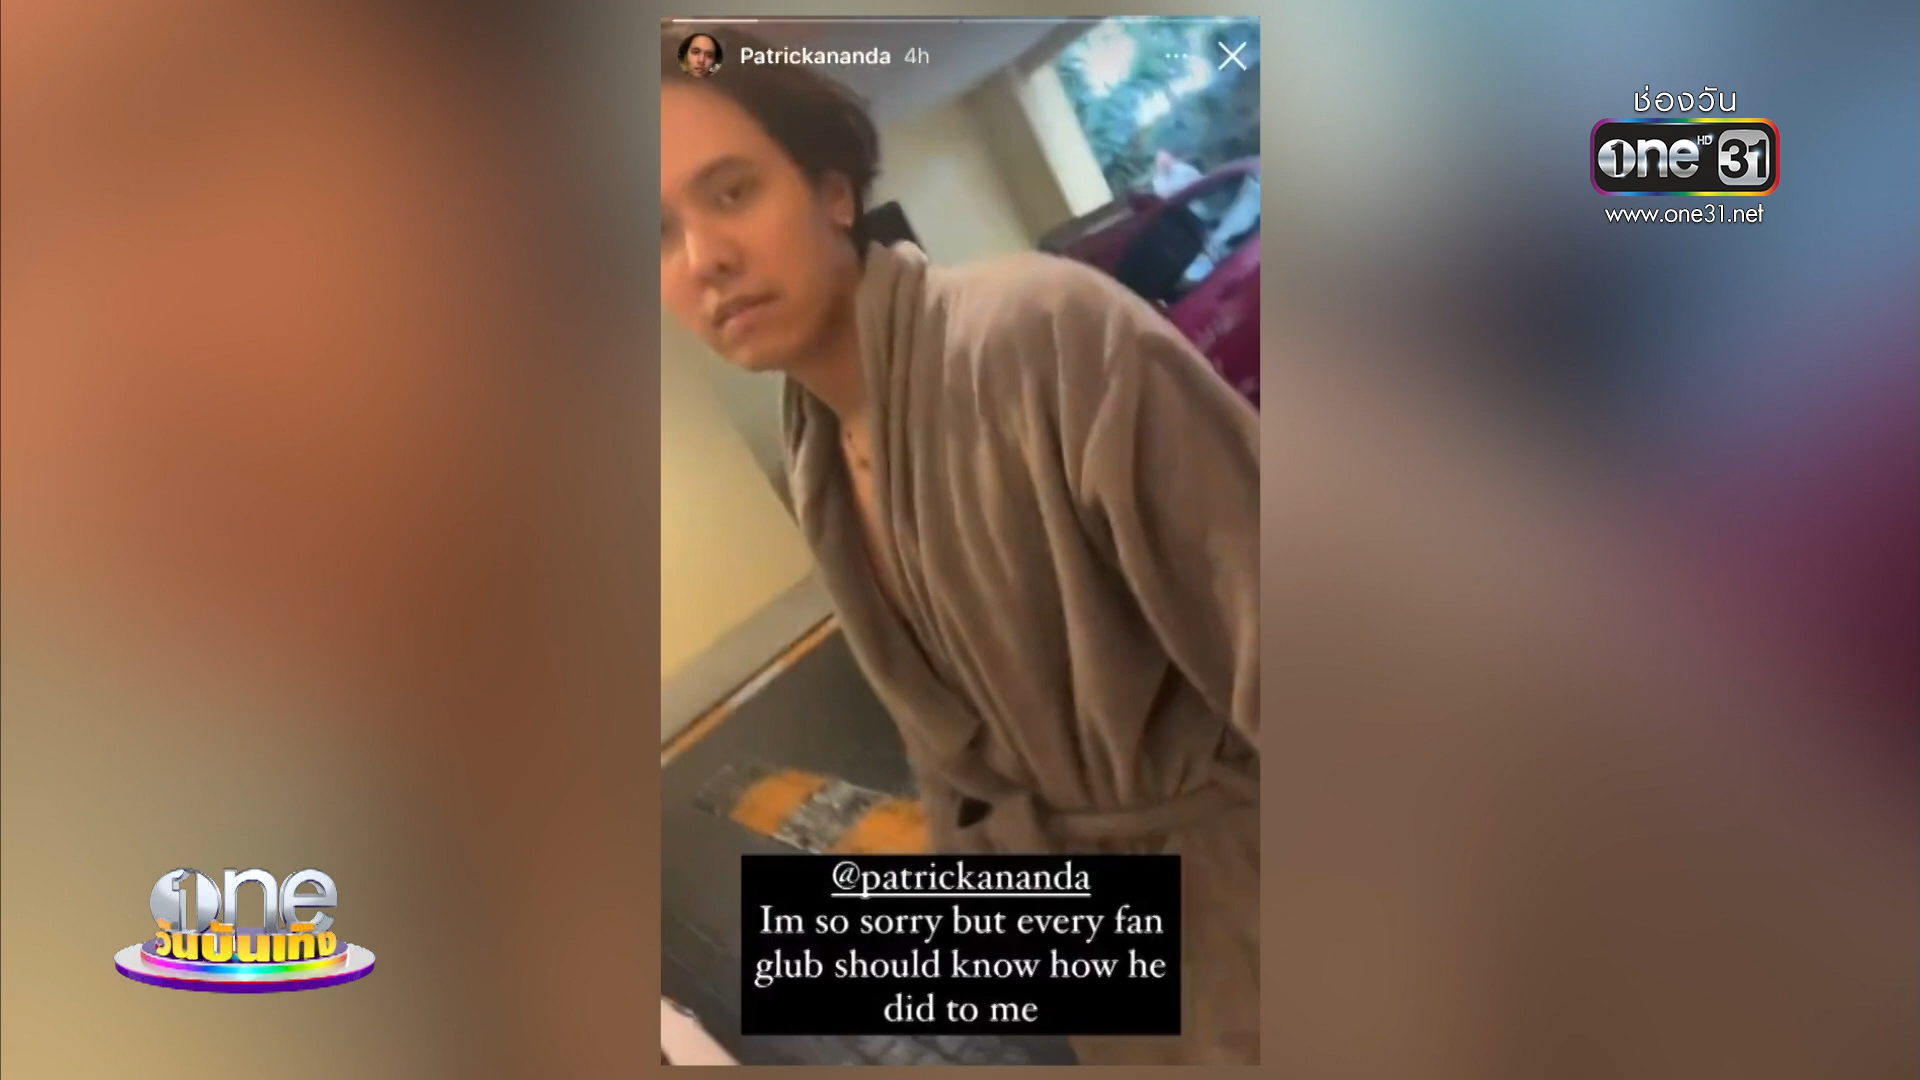 Patrickananda 4h
ช่องวัน
one HD 31
www.one31.net
one
วันบันเทิง
@patrickananda
Im so sorry but every fan
glub should know how he
did to me